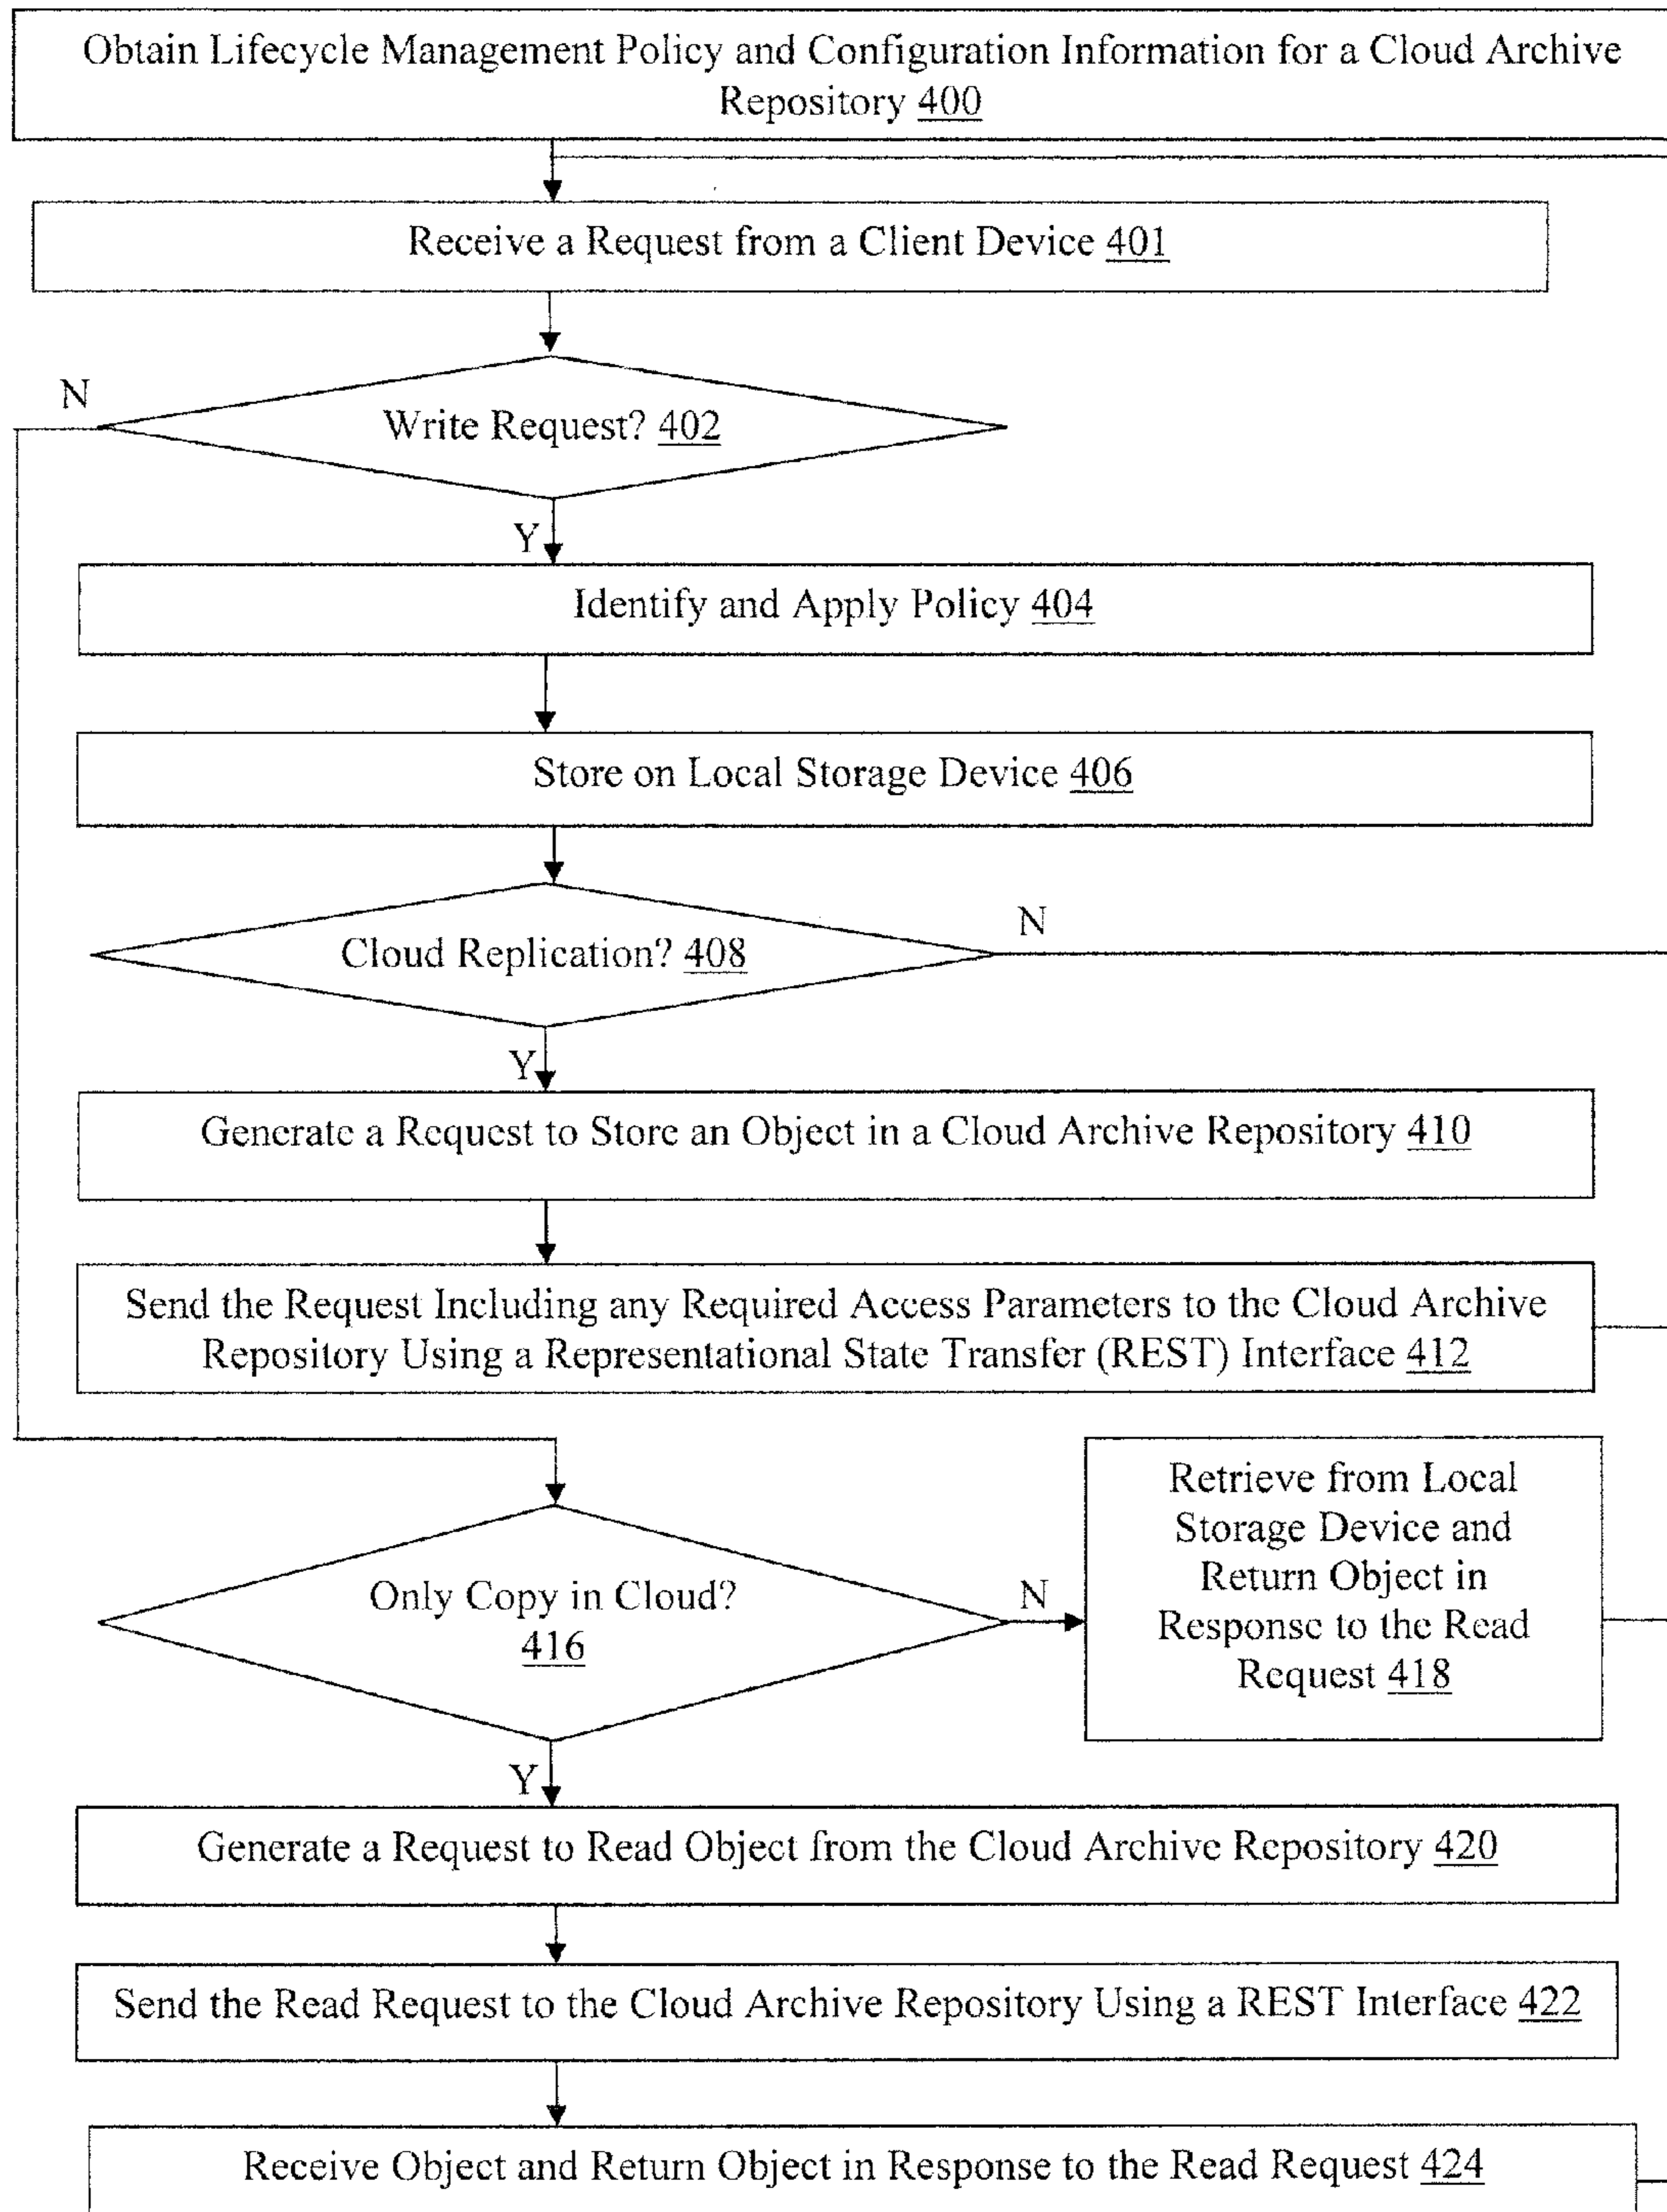 Obtain Lifecycle Management Policy and Configuration Information for a Cloud Archive
Repository 400
Receive a Request from a Client Device 401
N
Write Request? 402
Y
Identify and Apply Policy 404
Store on Local Storage Device 406
N
Cloud Replication? 408
Y
Generate a Request to Store an Object in a Cloud Archive Repository 410
Send the Request Including any Required Access Parameters to the Cloud Archive
Repository Using a Representational State Transfer (REST) Interface 412
Only Copy in Cloud?
416
N
Retrieve from Local
Storage Device and
Return Object in
Response to the Read
Request 418
Y
Generate a Request to Read Object from the Cloud Archive Repository 420
Send the Read Request to the Cloud Archive Repository Using a REST Interface 422
Receive Object and Return Object in Response to the Read Request 424